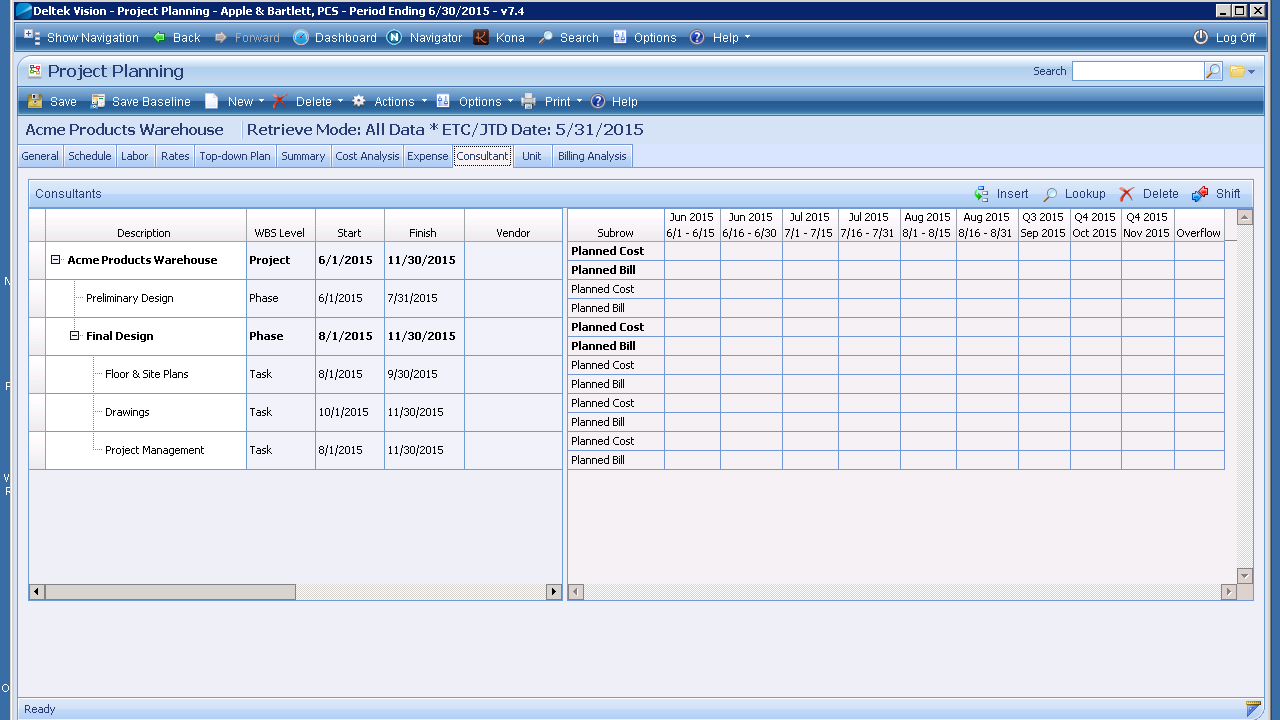 Deltek Vision - Project Planning - Apple & Bartlett, PCS - Period Ending 6/30/2015 - v7.4
Show Navigation Back Forward Dashboard Navigator Kona Search Options Help Log Off
Project Planning Search
Save Save Baseline New Delete Actions Options Print Help
Acme Products Warehouse Retrieve Mode: All Data * ETC/JTD Date: 5/31/2015
General Schedule Labor Rates Top-down Plan Summary Cost Analysis Expense Consultant Unit Billing Analysis
Consultants Insert Lookup Delete Shift
Jun 2015 Jun 2015 Jul 2015 Jul 2015 Aug 2015 Aug 2015 Q3 2015 Q4 2015 Q4 2015
Description WBS Level Start Finish Vendor Subrow 6/1 - 6/15 6/16 - 6/30 7/1 - 7/15 7/16 - 7/31 8/1 - 8/15 8/16 - 8/31 Sep 2015 Oct 2015 Nov 2015 Overflow
Acme Products Warehouse Project 6/1/2015 11/30/2015 Planned Cost
Planned Bill
Preliminary Design Phase 6/1/2015 7/31/2015 Planned Cost
Planned Bill
Final Design Phase 8/1/2015 11/30/2015 Planned Cost
Planned Bill
Floor & Site Plans Task 8/1/2015 9/30/2015 Planned Cost
Planned Bill
Drawings Task 10/1/2015 11/30/2015 Planned Cost
Planned Bill
Project Management Task 8/1/2015 11/30/2015 Planned Cost
Planned Bill
Ready